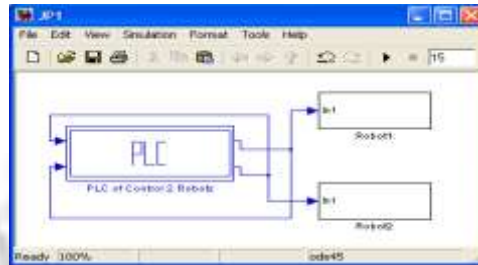 JP1
File Edit View Simulation Format Tools Help
15
In1
Robot1
PLC
PLC of Control 2 Robots
In1
Robot2
Ready 100% ode45